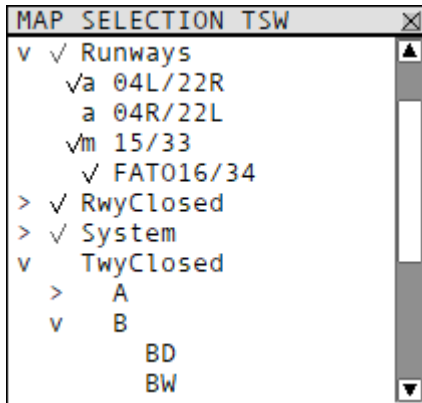 MAP SELECTION TSW
v ✓ Runways
✓a 04L/22R
a 04R/22L
✓m 15/33
✓ FATO16/34
> ✓ RwyClosed
> ✓ System
v TwyClosed
> A
v B
BD
BW